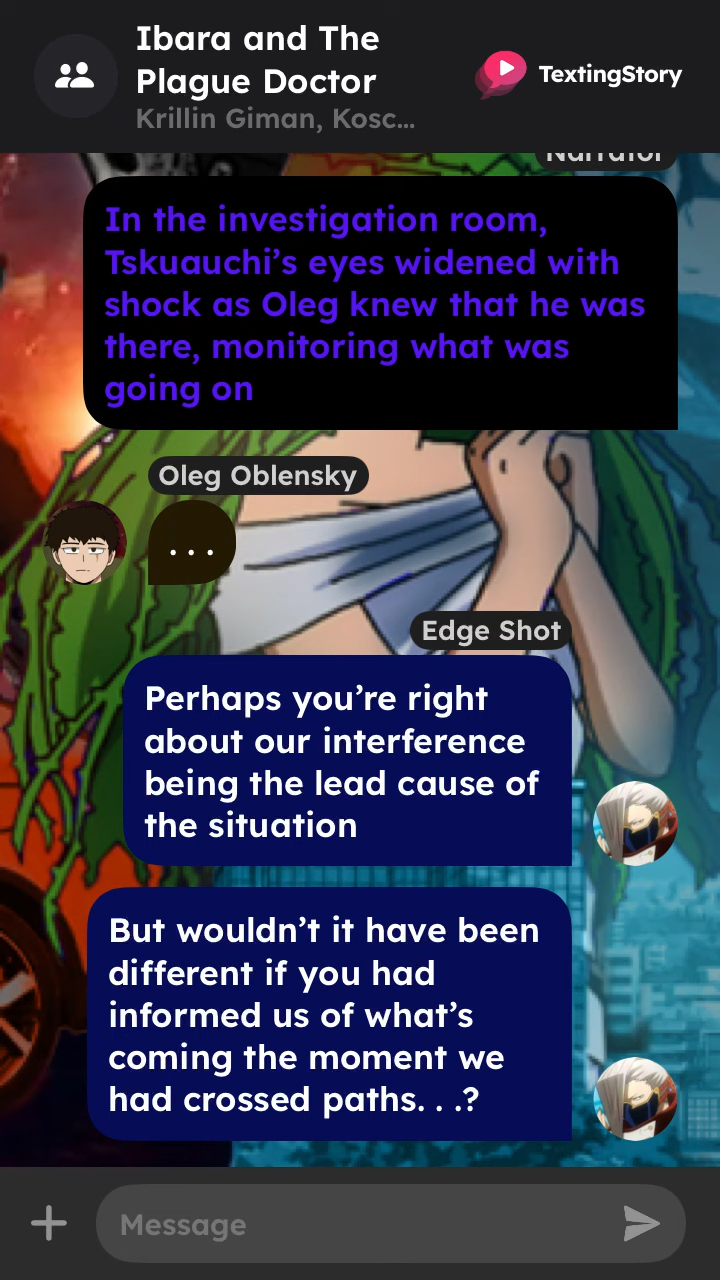 Ibara and The
Plague Doctor
Krillin Giman, Kosc...
TextingStory
Narrator
In the investigation room,
Tskuauchi’s eyes widened with
shock as Oleg knew that he was
there, monitoring what was
going on
Oleg Oblensky
...
Edge Shot
Perhaps you’re right
about our interference
being the lead cause of
the situation
But wouldn’t it have been
different if you had
informed us of what’s
coming the moment we
had crossed paths. . .?
Message